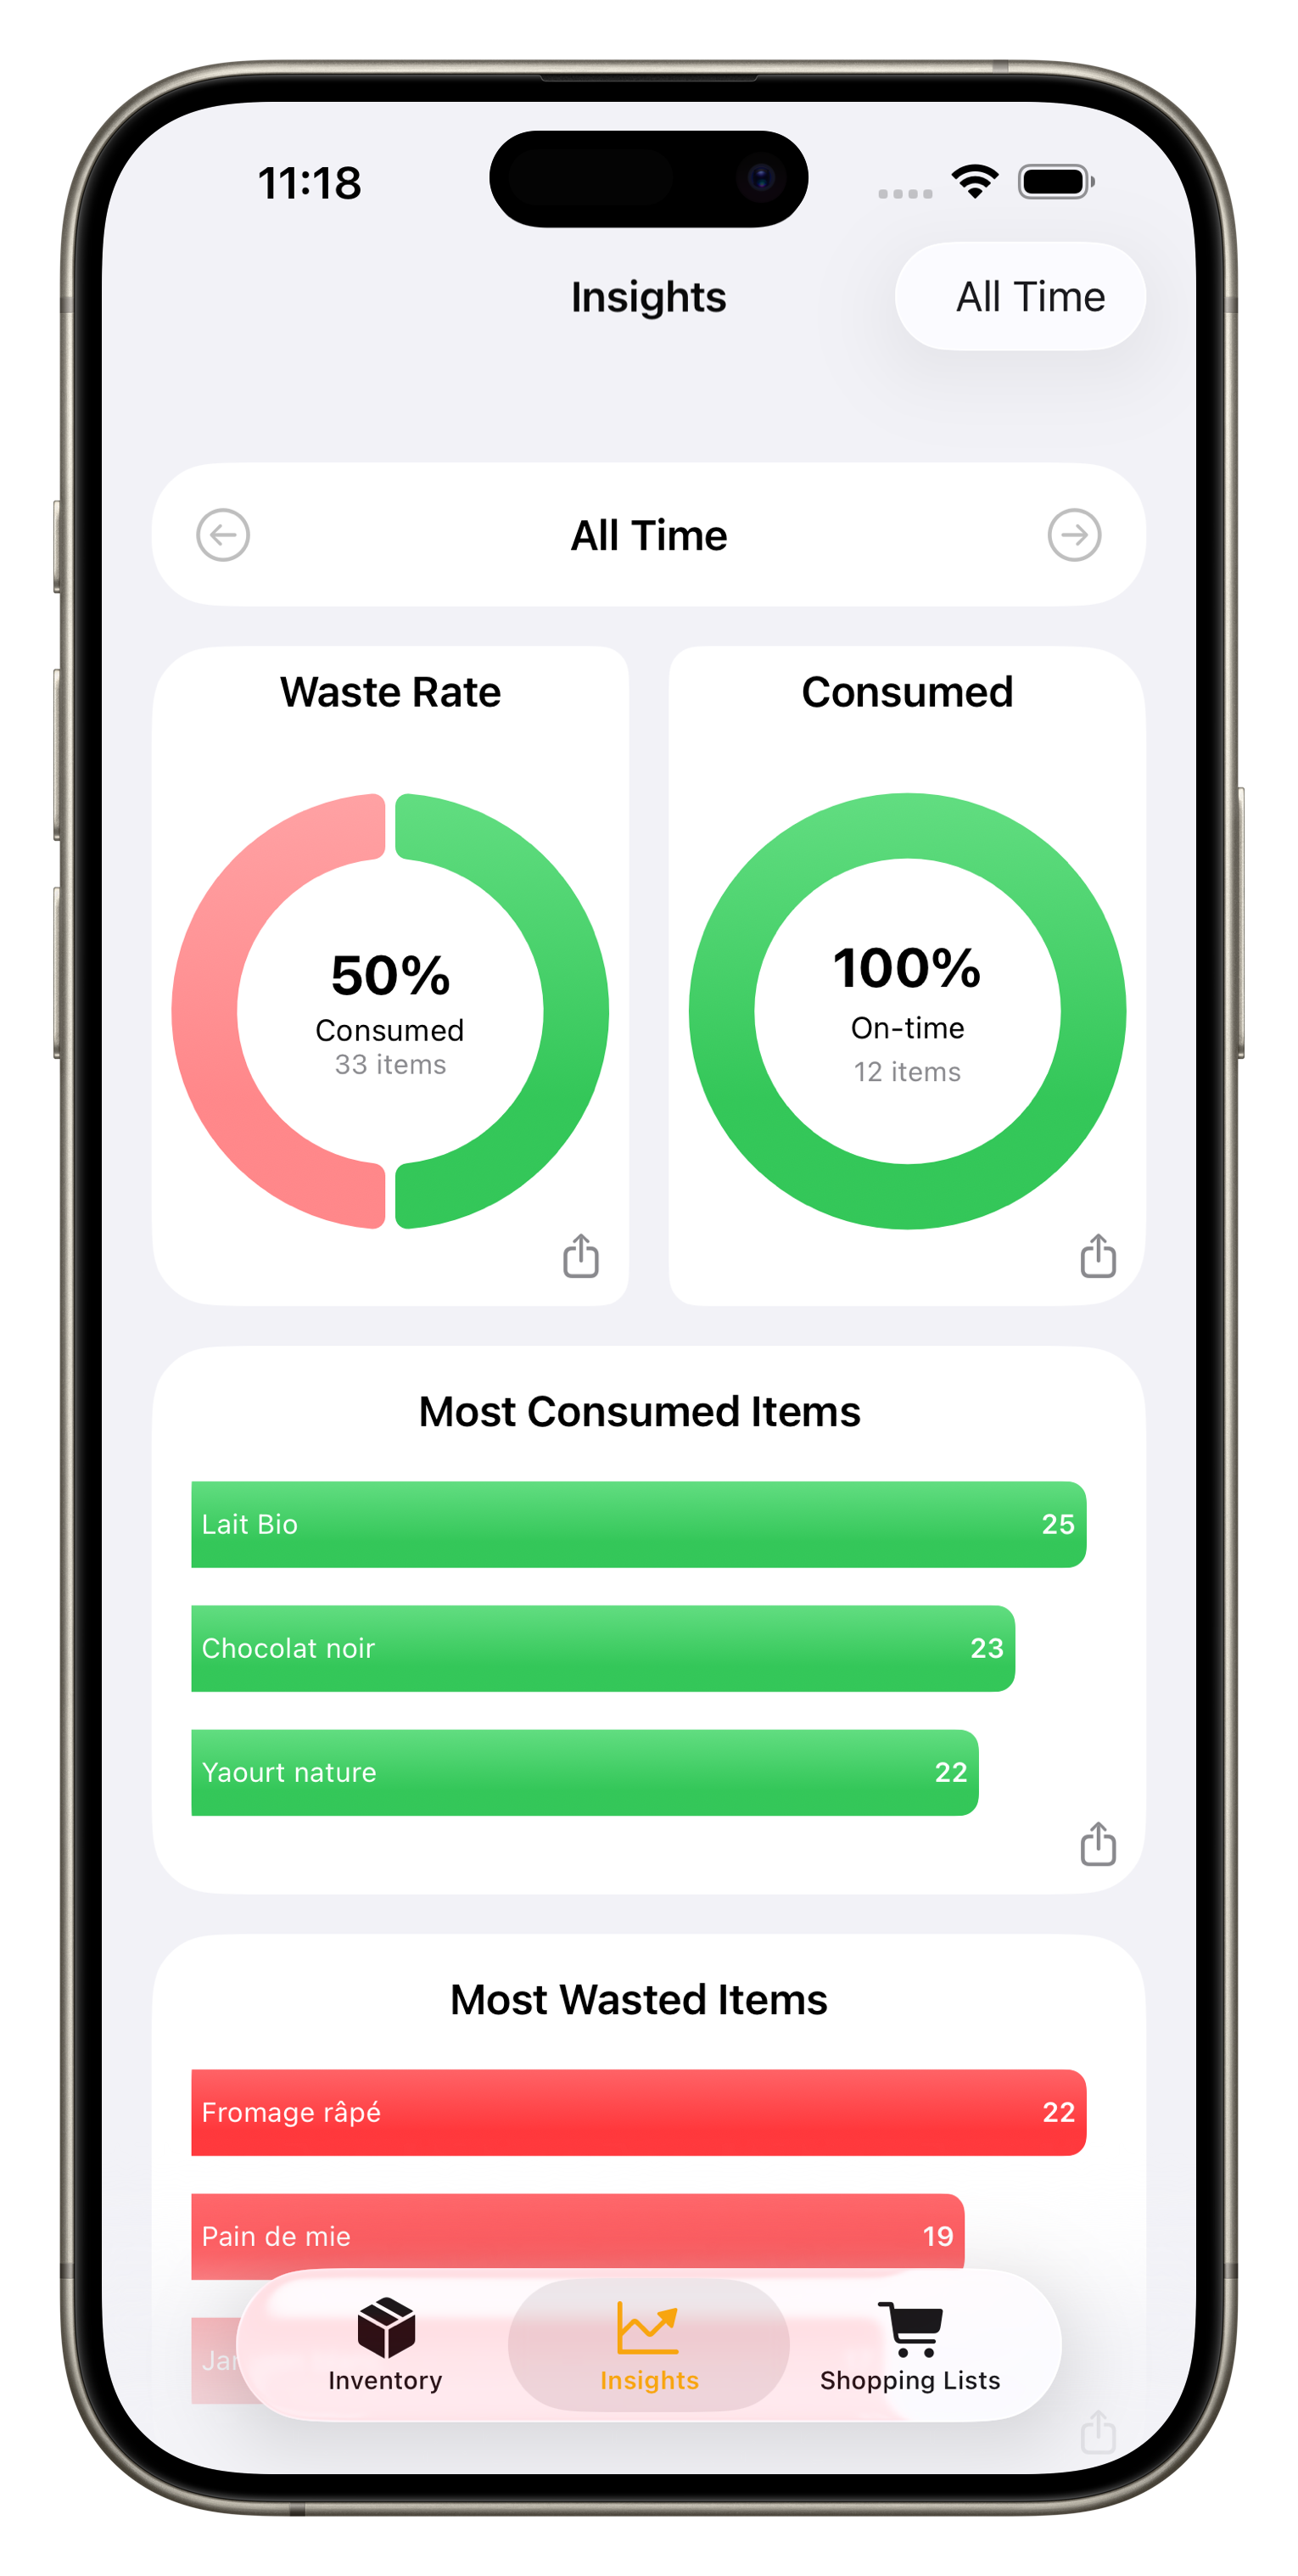 11:18
Insights
All Time
All Time
Waste Rate
50%
Consumed
33 items
Consumed
100%
On-time
12 items
Most Consumed Items
Lait Bio 25
Chocolat noir 23
Yaourt nature 22
Most Wasted Items
Fromage râpé 22
Pain de mie 19
Inventory
Insights
Shopping Lists